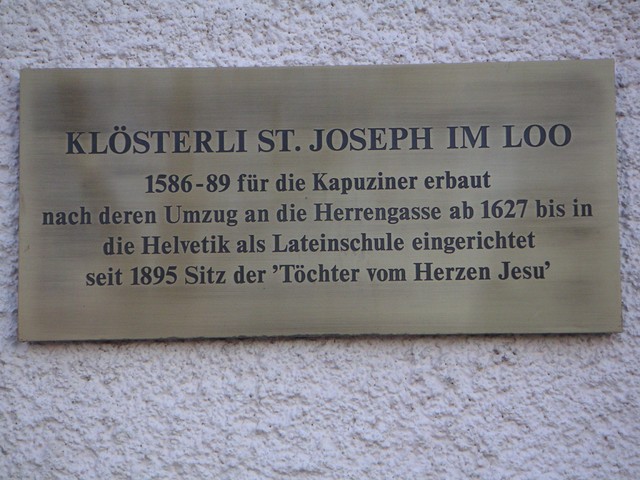 KLÖSTERLI ST. JOSEPH IM LOO
1586-89 für die Kapuziner erbaut
nach deren Umzug an die Herrengasse ab 1627 bis in
die Helvetik als Lateinschule eingerichtet
seit 1895 Sitz der 'Töchter vom Herzen Jesu'